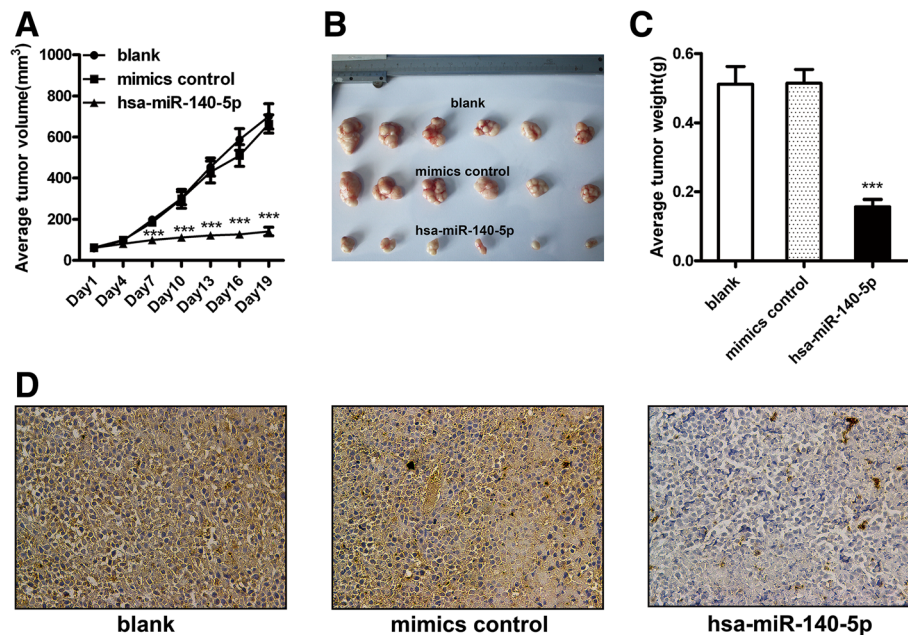 A
blank
mimics control
hsa-miR-140-5p
Average tumor volume(mm³)
1000
800
600
400
200
0
***
***
***
***
***
Day1
Day4
Day7
Day10
Day13
Day16
Day19
B
blank
mimics control
hsa-miR-140-5p
C
Average tumor weight(g)
0.6
0.4
0.2
0.0
***
blank
mimics control
hsa-miR-140-5p
D
blank
mimics control
hsa-miR-140-5p